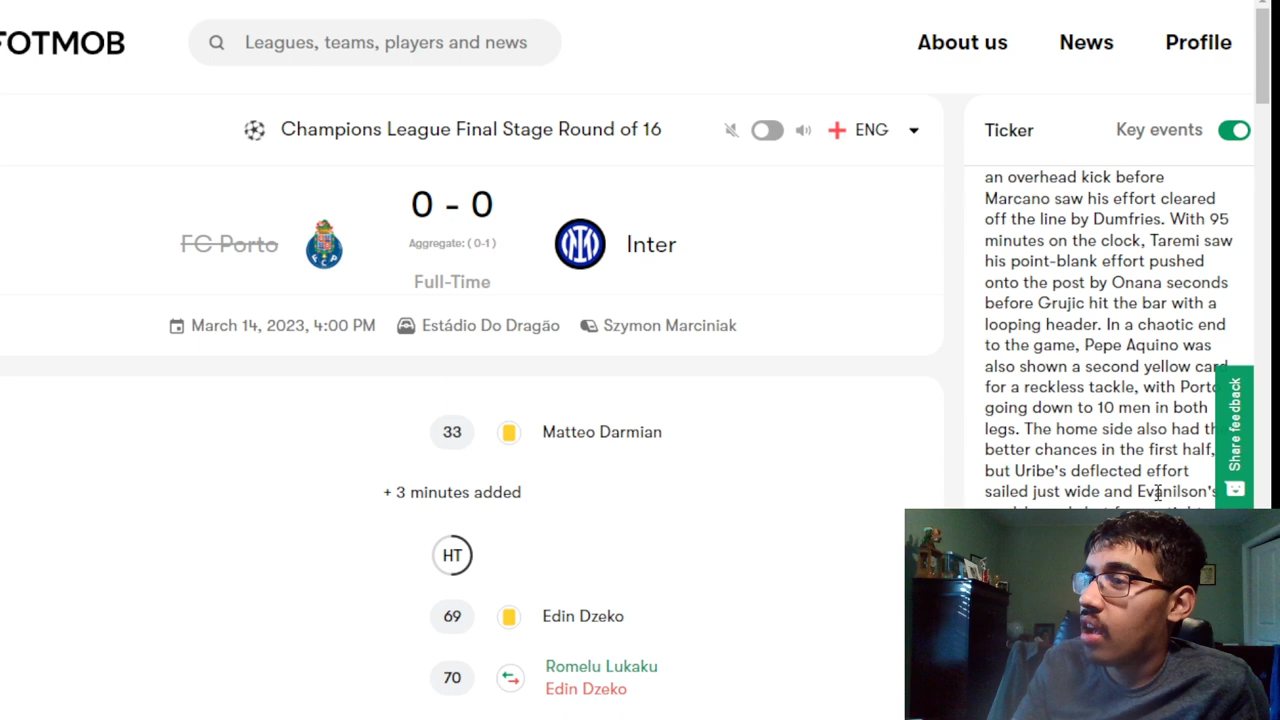 FOTMOB
Leagues, teams, players and news
About us
News
Profile
Champions League Final Stage Round of 16
ENG
FC Porto
0 - 0
Aggregate: ( 0-1 )
Full-Time
Inter
March 14, 2023, 4:00 PM
Estádio Do Dragão
Szymon Marciniak
33
Matteo Darmian
+ 3 minutes added
HT
69
Edin Dzeko
70
Romelu Lukaku
Edin Dzeko
Ticker
Key events
an overhead kick before
Marcano saw his effort cleared
off the line by Dumfries. With 95
minutes on the clock, Taremi saw
his point-blank effort pushed
onto the post by Onana seconds
before Grujic hit the bar with a
looping header. In a chaotic end
to the game, Pepe Aquino was
also shown a second yellow card
for a reckless tackle, with Porto
going down to 10 men in both
legs. The home side also had
better chances in the first half,
but Uribe's deflected effort
sailed just wide and Evanilson's
Share feedback